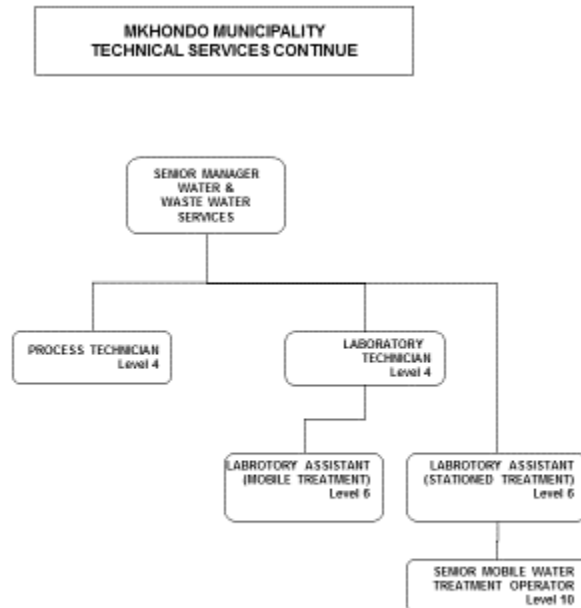 MKHONDO MUNICIPALITY
TECHNICAL SERVICES CONTINUE
SENIOR MANAGER
WATER &
WASTE WATER
SERVICES
PROCESS TECHNICIAN
Level 4
LABORATORY
TECHNICIAN
Level 4
LABROTORY ASSISTANT
(MOBILE TREATMENT)
Level 6
LABROTORY ASSISTANT
(STATIONED TREATMENT)
Level 6
SENIOR MOBILE WATER
TREATMENT OPERATOR
Level 10